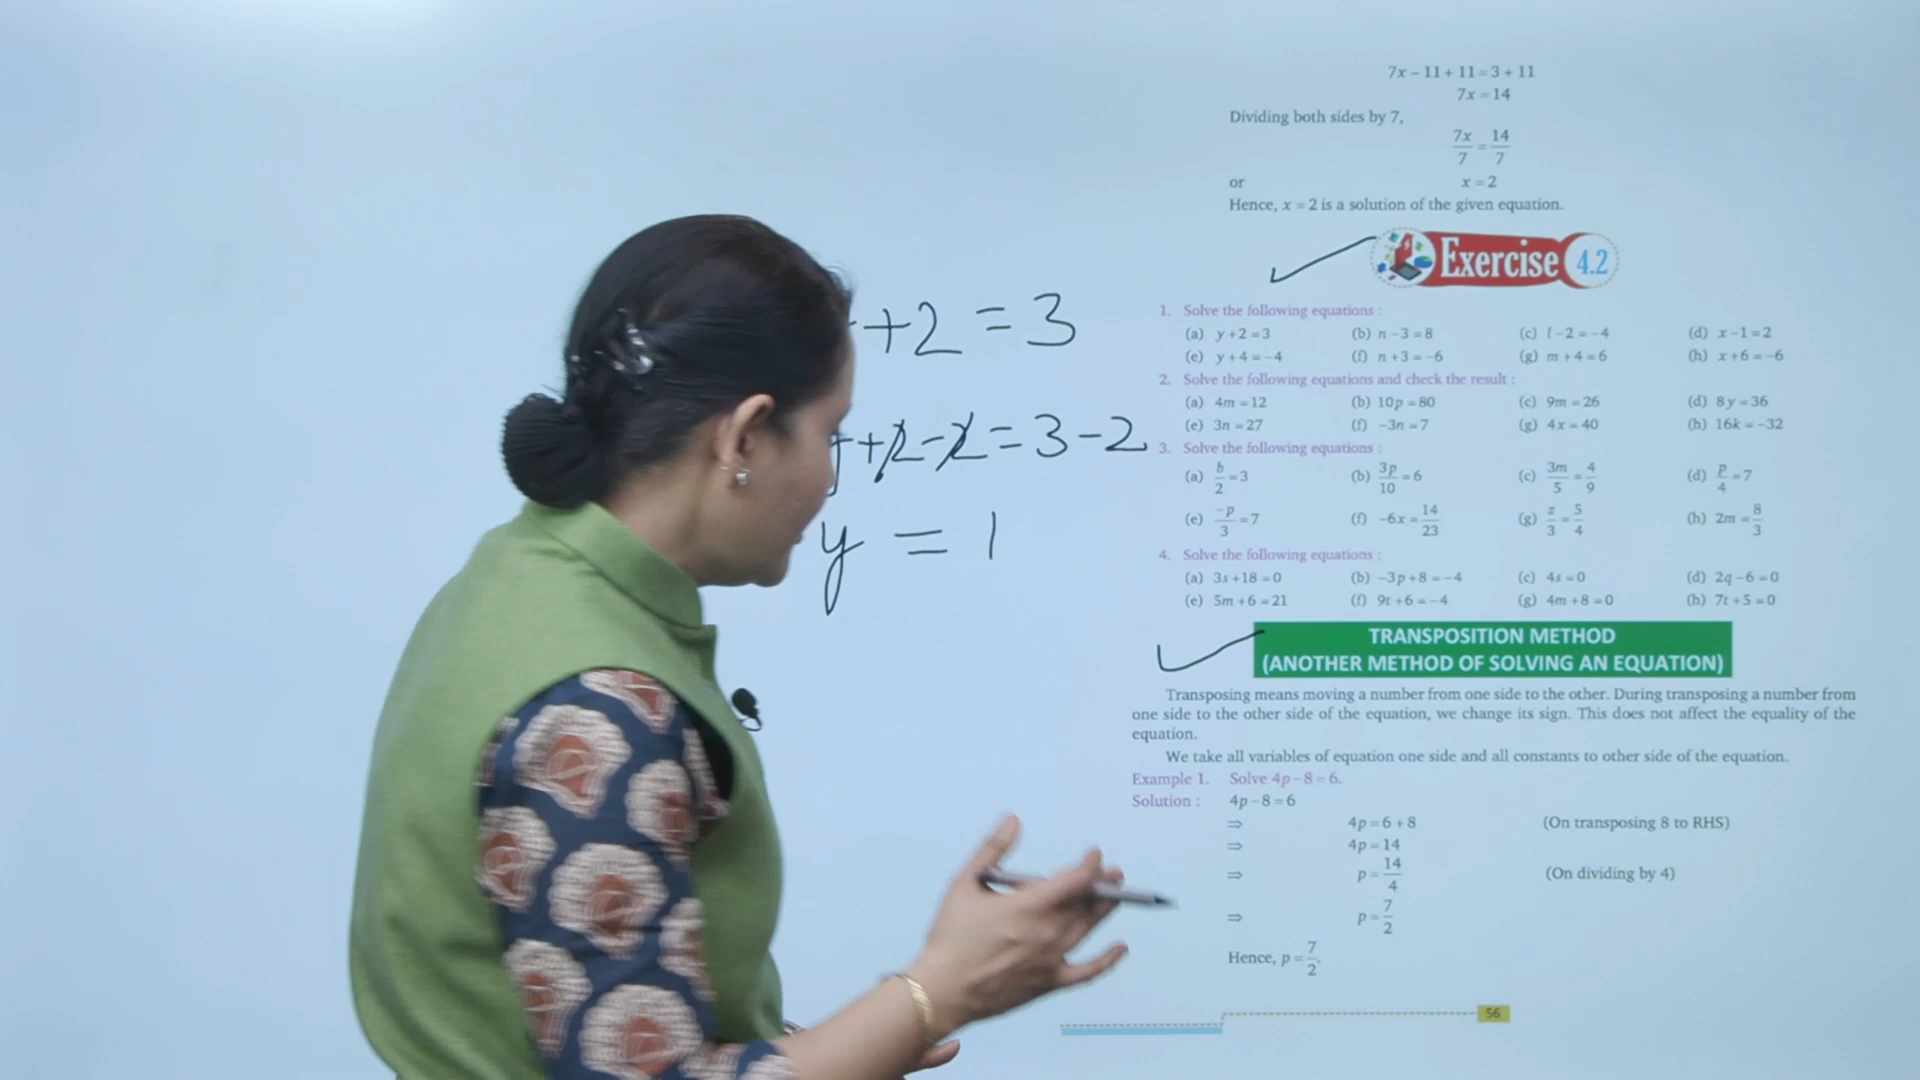 +2 = 3
+2-2=3-2
y = 1
7x – 11 + 11 = 3 + 11
7x = 14
Dividing both sides by 7,
7x/7 = 14/7
or x = 2
Hence, x = 2 is a solution of the given equation.
Exercise 4.2
1. Solve the following equations :
(a) y + 2 = 3 (b) n – 3 = 8 (c) l – 2 = –4 (d) x – 1 = 2
(e) y + 4 = –4 (f) n + 3 = –6 (g) m + 4 = 6 (h) x + 6 = –6
2. Solve the following equations and check the result :
(a) 4m = 12 (b) 10p = 80 (c) 9m = 26 (d) 8y = 36
(e) 3n = 27 (f) –3n = 7 (g) 4x = 40 (h) 16k = –32
3. Solve the following equations :
(a) b/2 = 3 (b) 3p/10 = 6 (c) 3m/5 = 4/9 (d) p/4 = 7
(e) –p/3 = 7 (f) –6x = 14/23 (g) z/3 = 5/4 (h) 2m = 8/3
4. Solve the following equations :
(a) 3s + 18 = 0 (b) –3p + 8 = –4 (c) 4s = 0 (d) 2q – 6 = 0
(e) 5m + 6 = 21 (f) 9t + 6 = –4 (g) 4m + 8 = 0 (h) 7t + 5 = 0
TRANSPOSITION METHOD
(ANOTHER METHOD OF SOLVING AN EQUATION)
Transposing means moving a number from one side to the other. During transposing a number from
one side to the other side of the equation, we change its sign. This does not affect the equality of the
equation.
We take all variables of equation one side and all constants to other side of the equation.
Example 1. Solve 4p – 8 = 6.
Solution : 4p – 8 = 6
⇒ 4p = 6 + 8 (On transposing 8 to RHS)
⇒ 4p = 14
⇒ p = 14/4 (On dividing by 4)
⇒ p = 7/2
Hence, p = 7/2.
56